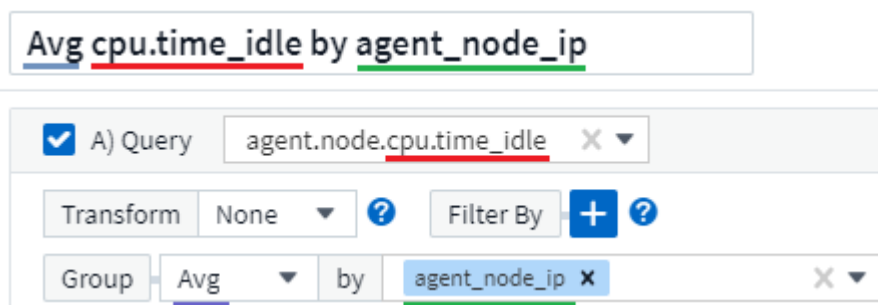 Avg cpu.time_idle by agent_node_ip
A) Query agent.node.cpu.time_idle
Transform None Filter By
Group Avg by agent_node_ip